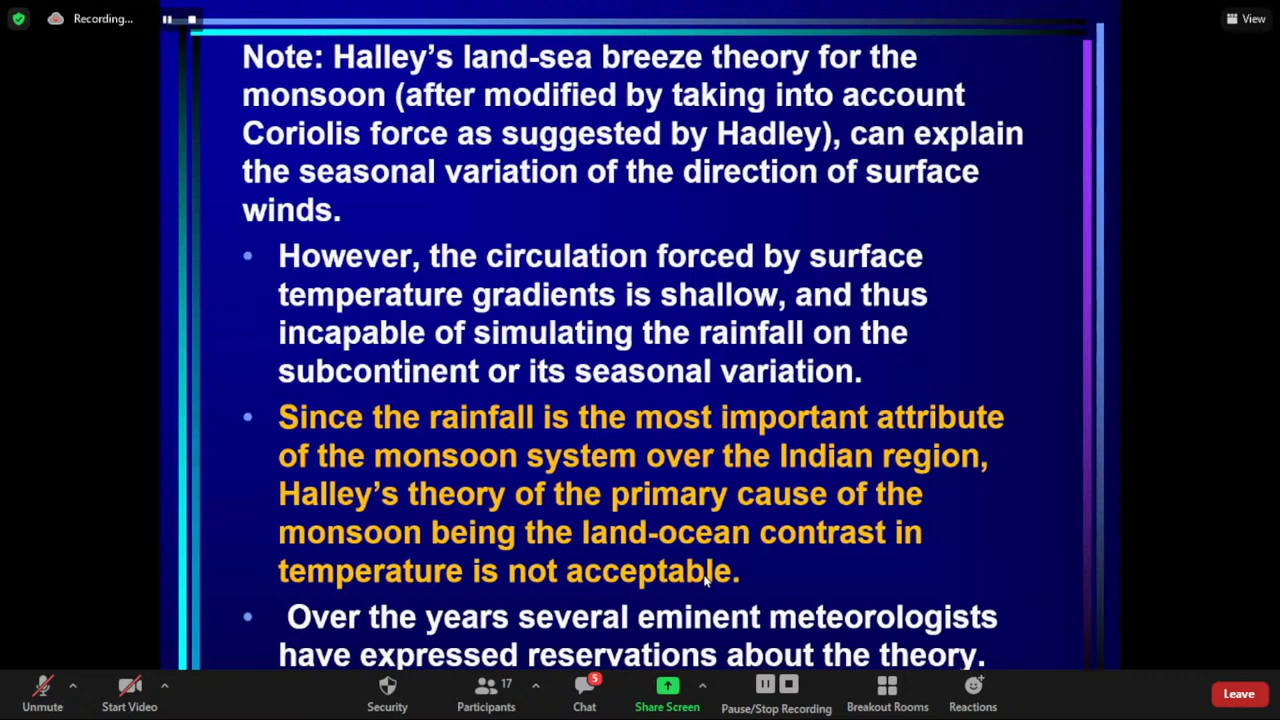 Recording...
View
Note: Halley's land-sea breeze theory for the
monsoon (after modified by taking into account
Coriolis force as suggested by Hadley), can explain
the seasonal variation of the direction of surface
winds.
• However, the circulation forced by surface
temperature gradients is shallow, and thus
incapable of simulating the rainfall on the
subcontinent or its seasonal variation.
• Since the rainfall is the most important attribute
of the monsoon system over the Indian region,
Halley's theory of the primary cause of the
monsoon being the land-ocean contrast in
temperature is not acceptable.
• Over the years several eminent meteorologists
have expressed reservations about the theory.
Unmute
Start Video
Security
Participants 17
Chat 5
Share Screen
Pause/Stop Recording
Breakout Rooms
Reactions
Leave